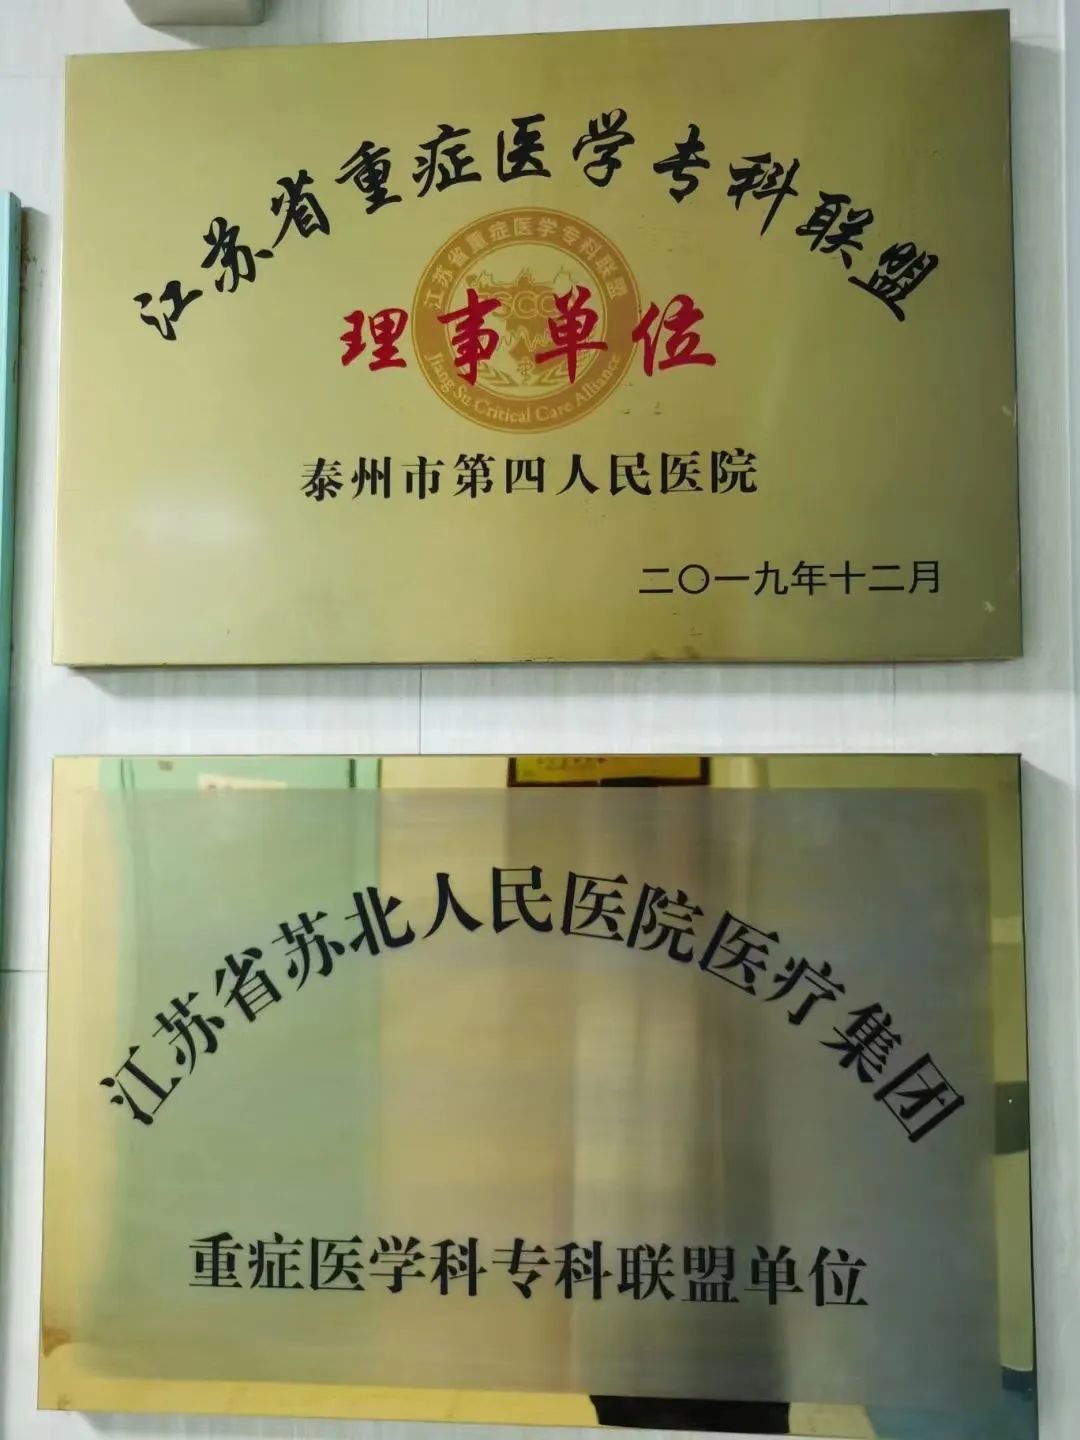 江苏省重症医学专科联盟
江苏省重症医学专科联盟
SCC
理事单位
Jiang Su Critical Care Alliance
泰州市第四人民医院
二〇一九年十二月
江苏省苏北人民医院医疗集团
重症医学科专科联盟单位